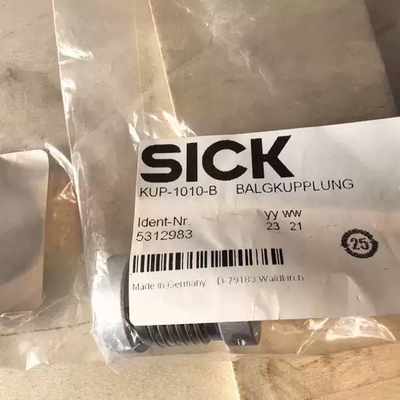 SICK
KUP-1010-B BALGKUPPLUNG
Ident-Nr. yy ww
5312983 23 21
25
Made in Germany D-79183 Waldkirch